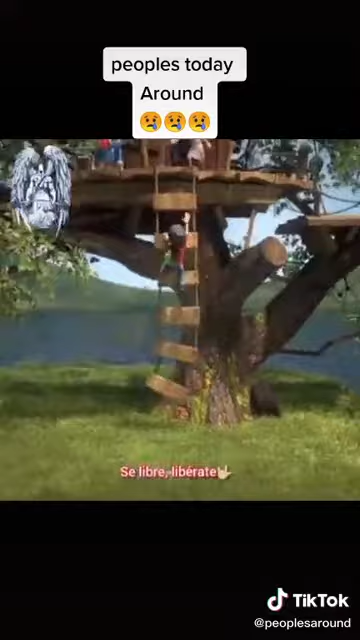 peoples today
Around
😢😢😢
Se libre, libérate✌🏻
TikTok
@peoplesaround